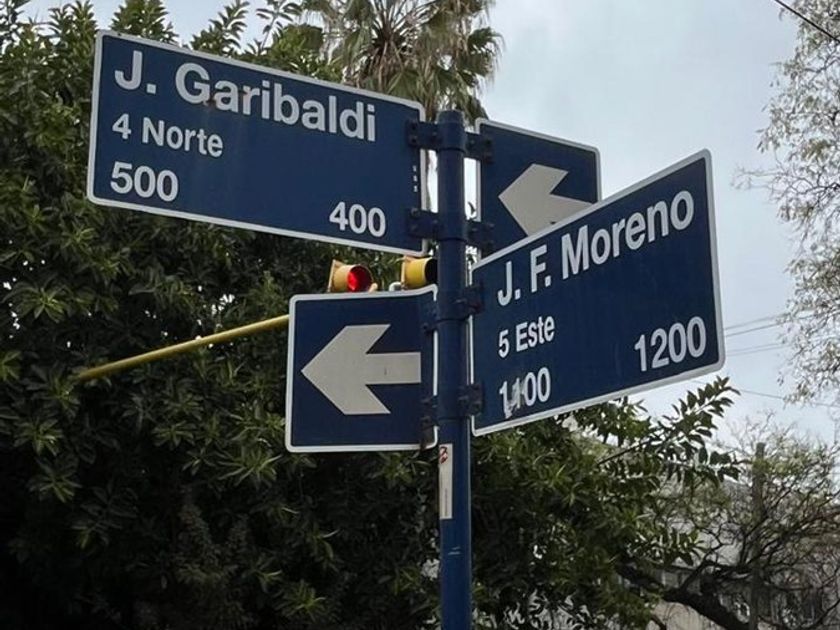 J. Garibaldi
4 Norte
500 400
J. F. Moreno
5 Este
1100 1200